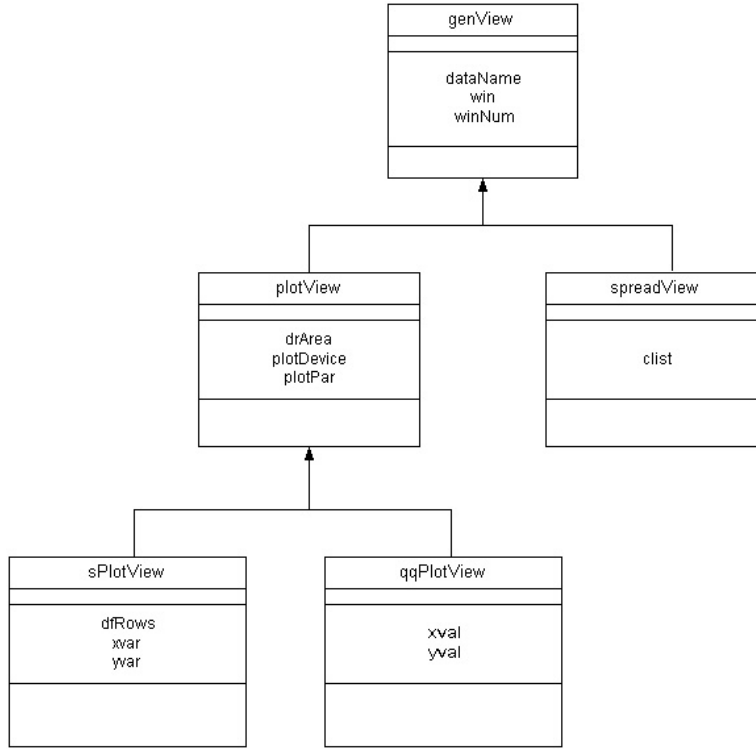 genView
dataName
win
winNum
plotView
drArea
plotDevice
plotPar
spreadView
clist
sPlotView
dfRows
xvar
yvar
qqPlotView
xval
yval